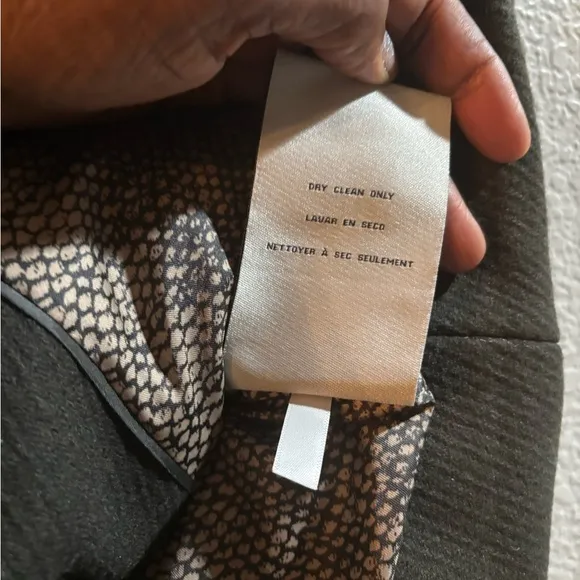 DRY CLEAN ONLY
LAVAR EN SECO
NETTOYER À SEC SEULEMENT